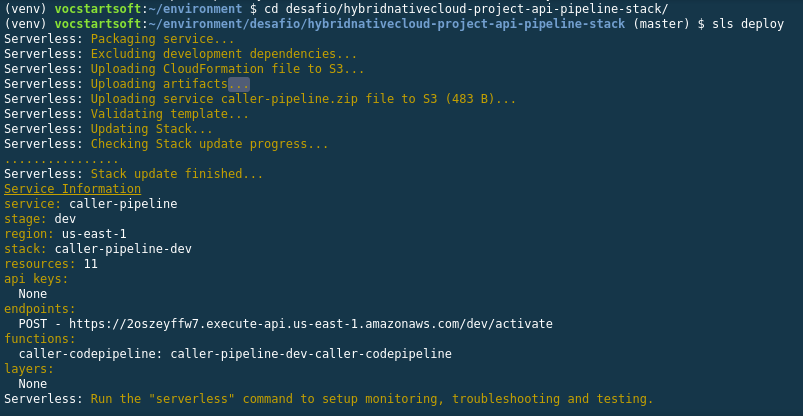 (venv) vocstartsoft:~/environment $ cd desafio/hybridnativecloud-project-api-pipeline-stack/
(venv) vocstartsoft:~/environment/desafio/hybridnativecloud-project-api-pipeline-stack (master) $ sls deploy
Serverless: Packaging service...
Serverless: Excluding development dependencies...
Serverless: Uploading CloudFormation file to S3...
Serverless: Uploading artifacts...
Serverless: Uploading service caller-pipeline.zip file to S3 (483 B)...
Serverless: Validating template...
Serverless: Updating Stack...
Serverless: Checking Stack update progress...
................
Serverless: Stack update finished...
Service Information
service: caller-pipeline
stage: dev
region: us-east-1
stack: caller-pipeline-dev
resources: 11
api keys:
  None
endpoints:
  POST - https://2oszeyffw7.execute-api.us-east-1.amazonaws.com/dev/activate
functions:
  caller-codepipeline: caller-pipeline-dev-caller-codepipeline
layers:
  None
Serverless: Run the "serverless" command to setup monitoring, troubleshooting and testing.